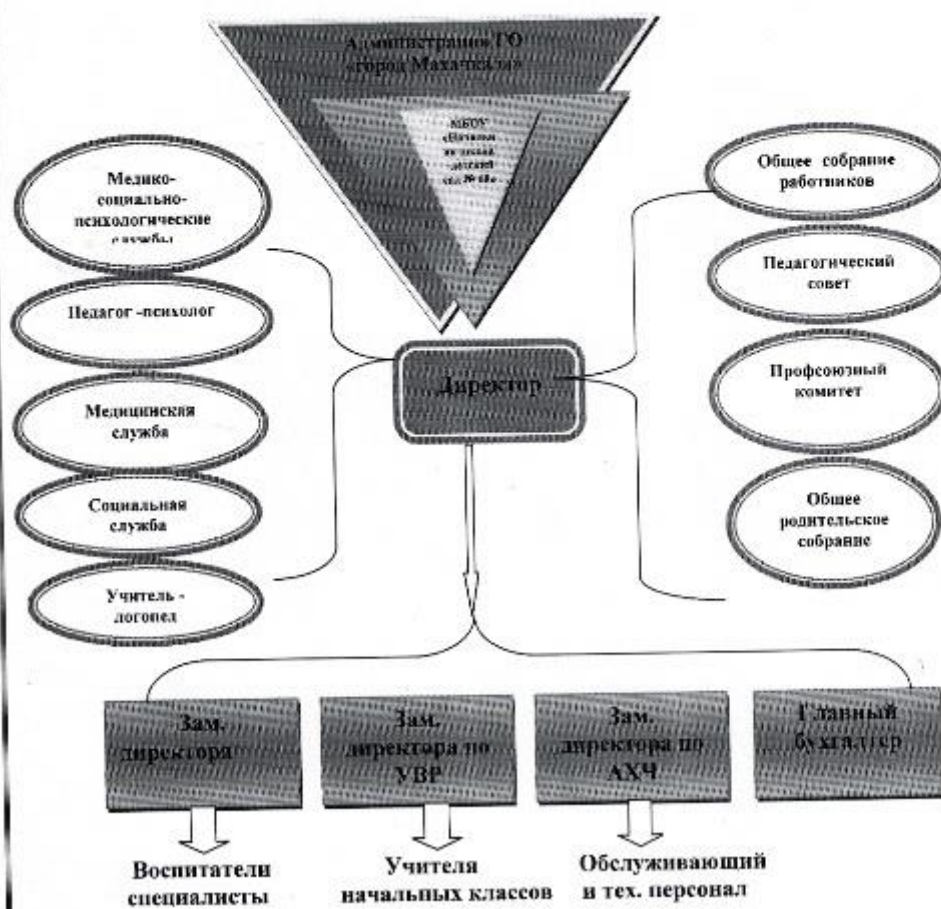 Администрация ГО
«город Махачкала»
МБОУ
Медико-
социально-
психологические
службы
Педагог -психолог
Медицинская
служба
Социальная
служба
Учитель -
логопед
Директор
Общее собрание
работников
Педагогический
совет
Профсоюзный
комитет
Общее
родительское
собрание
Зам.
директора
Зам.
директора по
УВР
Зам.
директора по
АХЧ
Главный
бухгалтер
Воспитатели
специалисты
Учителя
начальных классов
Обслуживающий
и тех. персонал